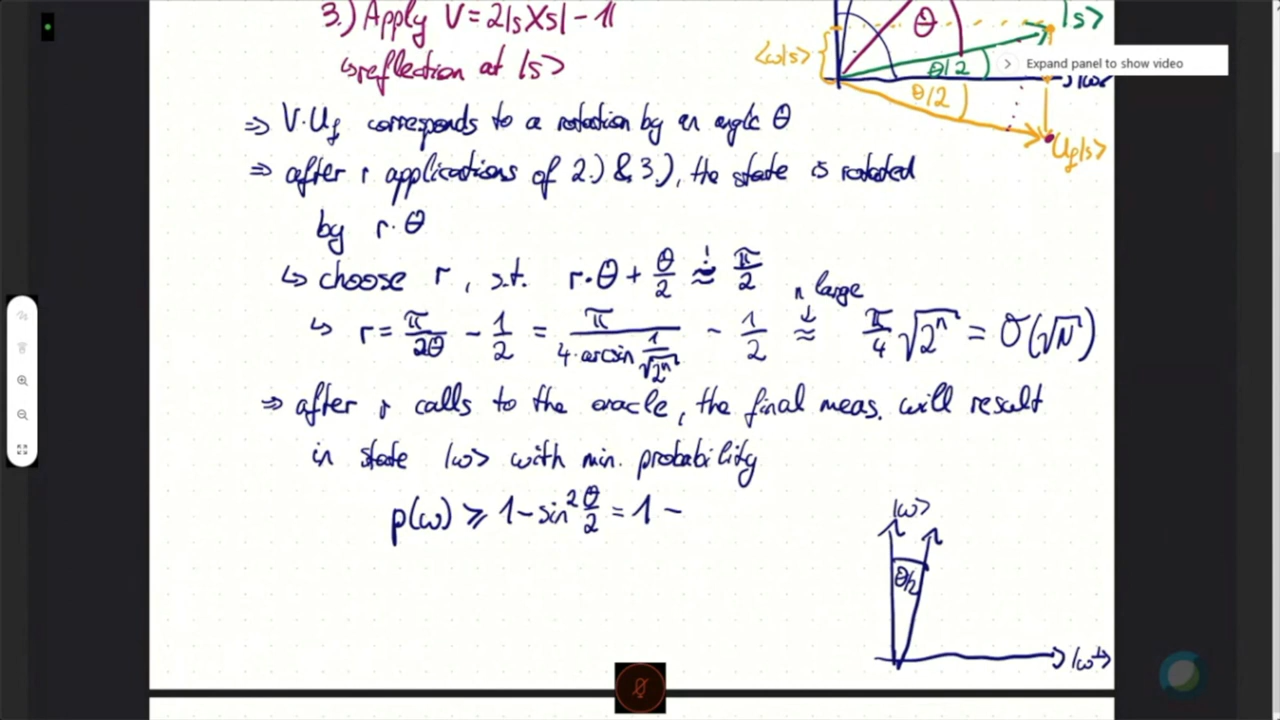 3.) Apply V = 2|s X s| - 1l
↳ reflection at |s>
|s>
θ
<ω|s>
θ/2
Expand panel to show video
θ/2
U_f|s>
⇒ V·U_f corresponds to a rotation by an angle θ
⇒ after r applications of 2.) & 3.), the state is rotated
by r·θ
↳ choose r, s.t. r·θ + θ/2 ≈! π/2
n large
↳ r = π/2θ - 1/2 = π/(4·arcsin 1/√2^n) - 1/2 ≈ π/4 √2^n = O(√N)
⇒ after r calls to the oracle, the final meas. will result
in state |ω> with min. probability
p(ω) ≥ 1 - sin² θ/2 = 1 -
|ω>
θ/2
|ω⊥>